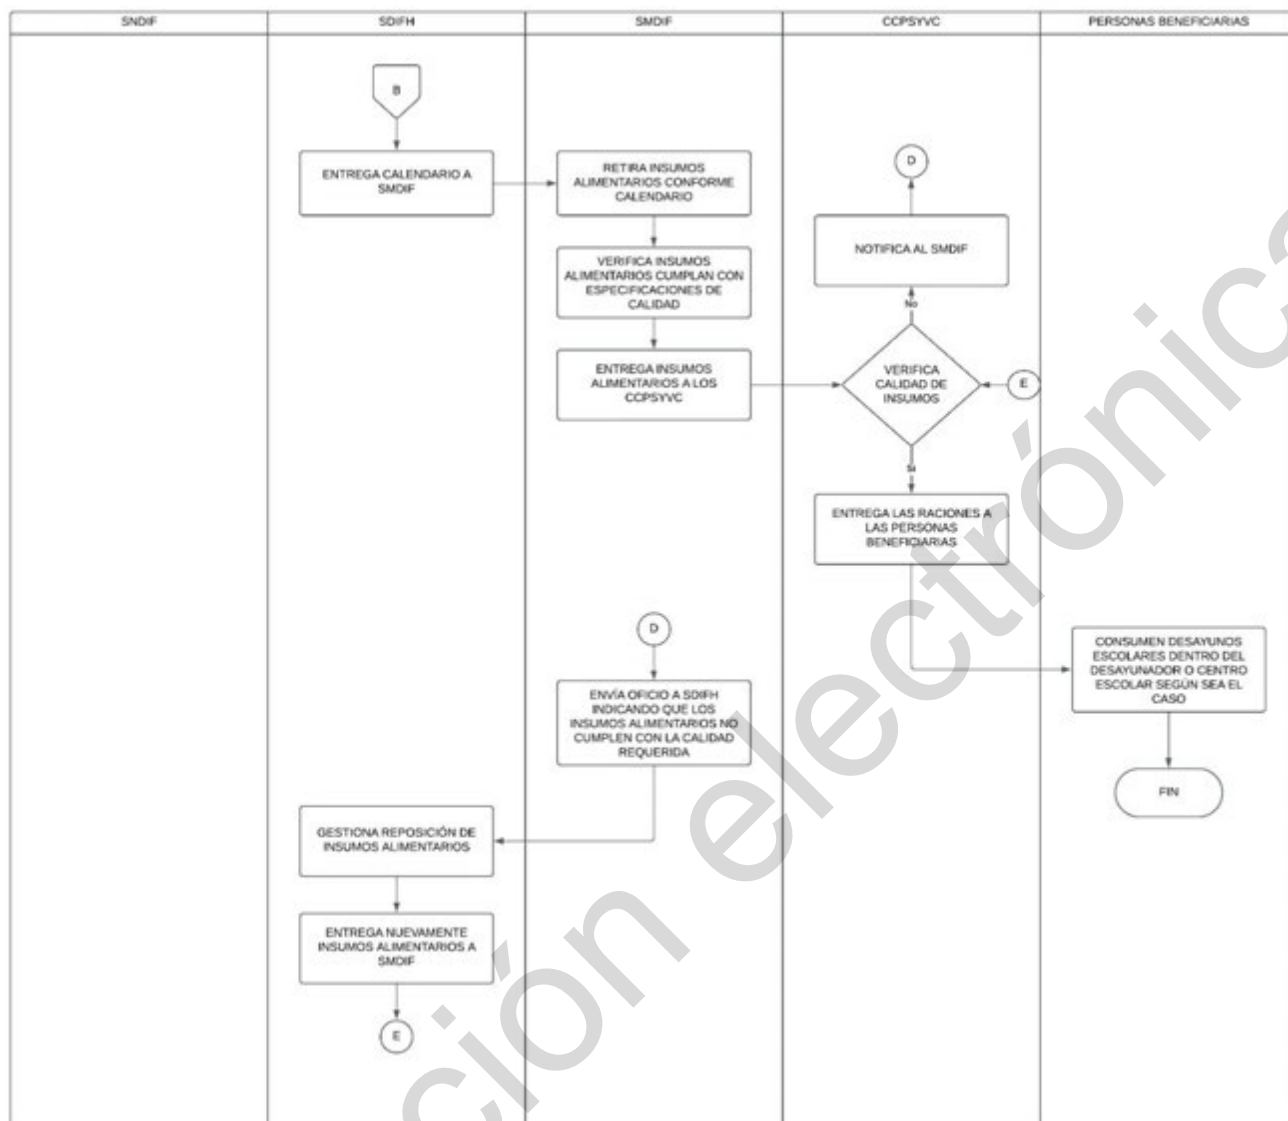 SNDIF
SDIFH
SMDIF
CCPSYVC
PERSONAS BENEFICIARIAS
B
ENTREGA CALENDARIO A
SMDIF
RETIRA INSUMOS
ALIMENTARIOS CONFORME
CALENDARIO
D
VERIFICA INSUMOS
ALIMENTARIOS CUMPLAN CON
ESPECIFICACIONES DE
CALIDAD
NOTIFICA AL SMDIF
No
ENTREGA INSUMOS
ALIMENTARIOS A LOS
CCPSYVC
VERIFICA
CALIDAD DE
INSUMOS
E
Si
ENTREGA LAS RACIONES A
LAS PERSONAS
BENEFICIARIAS
D
CONSUMEN DESAYUNOS
ESCOLARES DENTRO DEL
DESAYUNADOR O CENTRO
ESCOLAR SEGÚN SEA EL
CASO
ENVÍA OFICIO A SDIFH
INDICANDO QUE LOS
INSUMOS ALIMENTARIOS NO
CUMPLEN CON LA CALIDAD
REQUERIDA
FIN
GESTIONA REPOSICIÓN DE
INSUMOS ALIMENTARIOS
ENTREGA NUEVAMENTE
INSUMOS ALIMENTARIOS A
SMDIF
E
ción electrónica